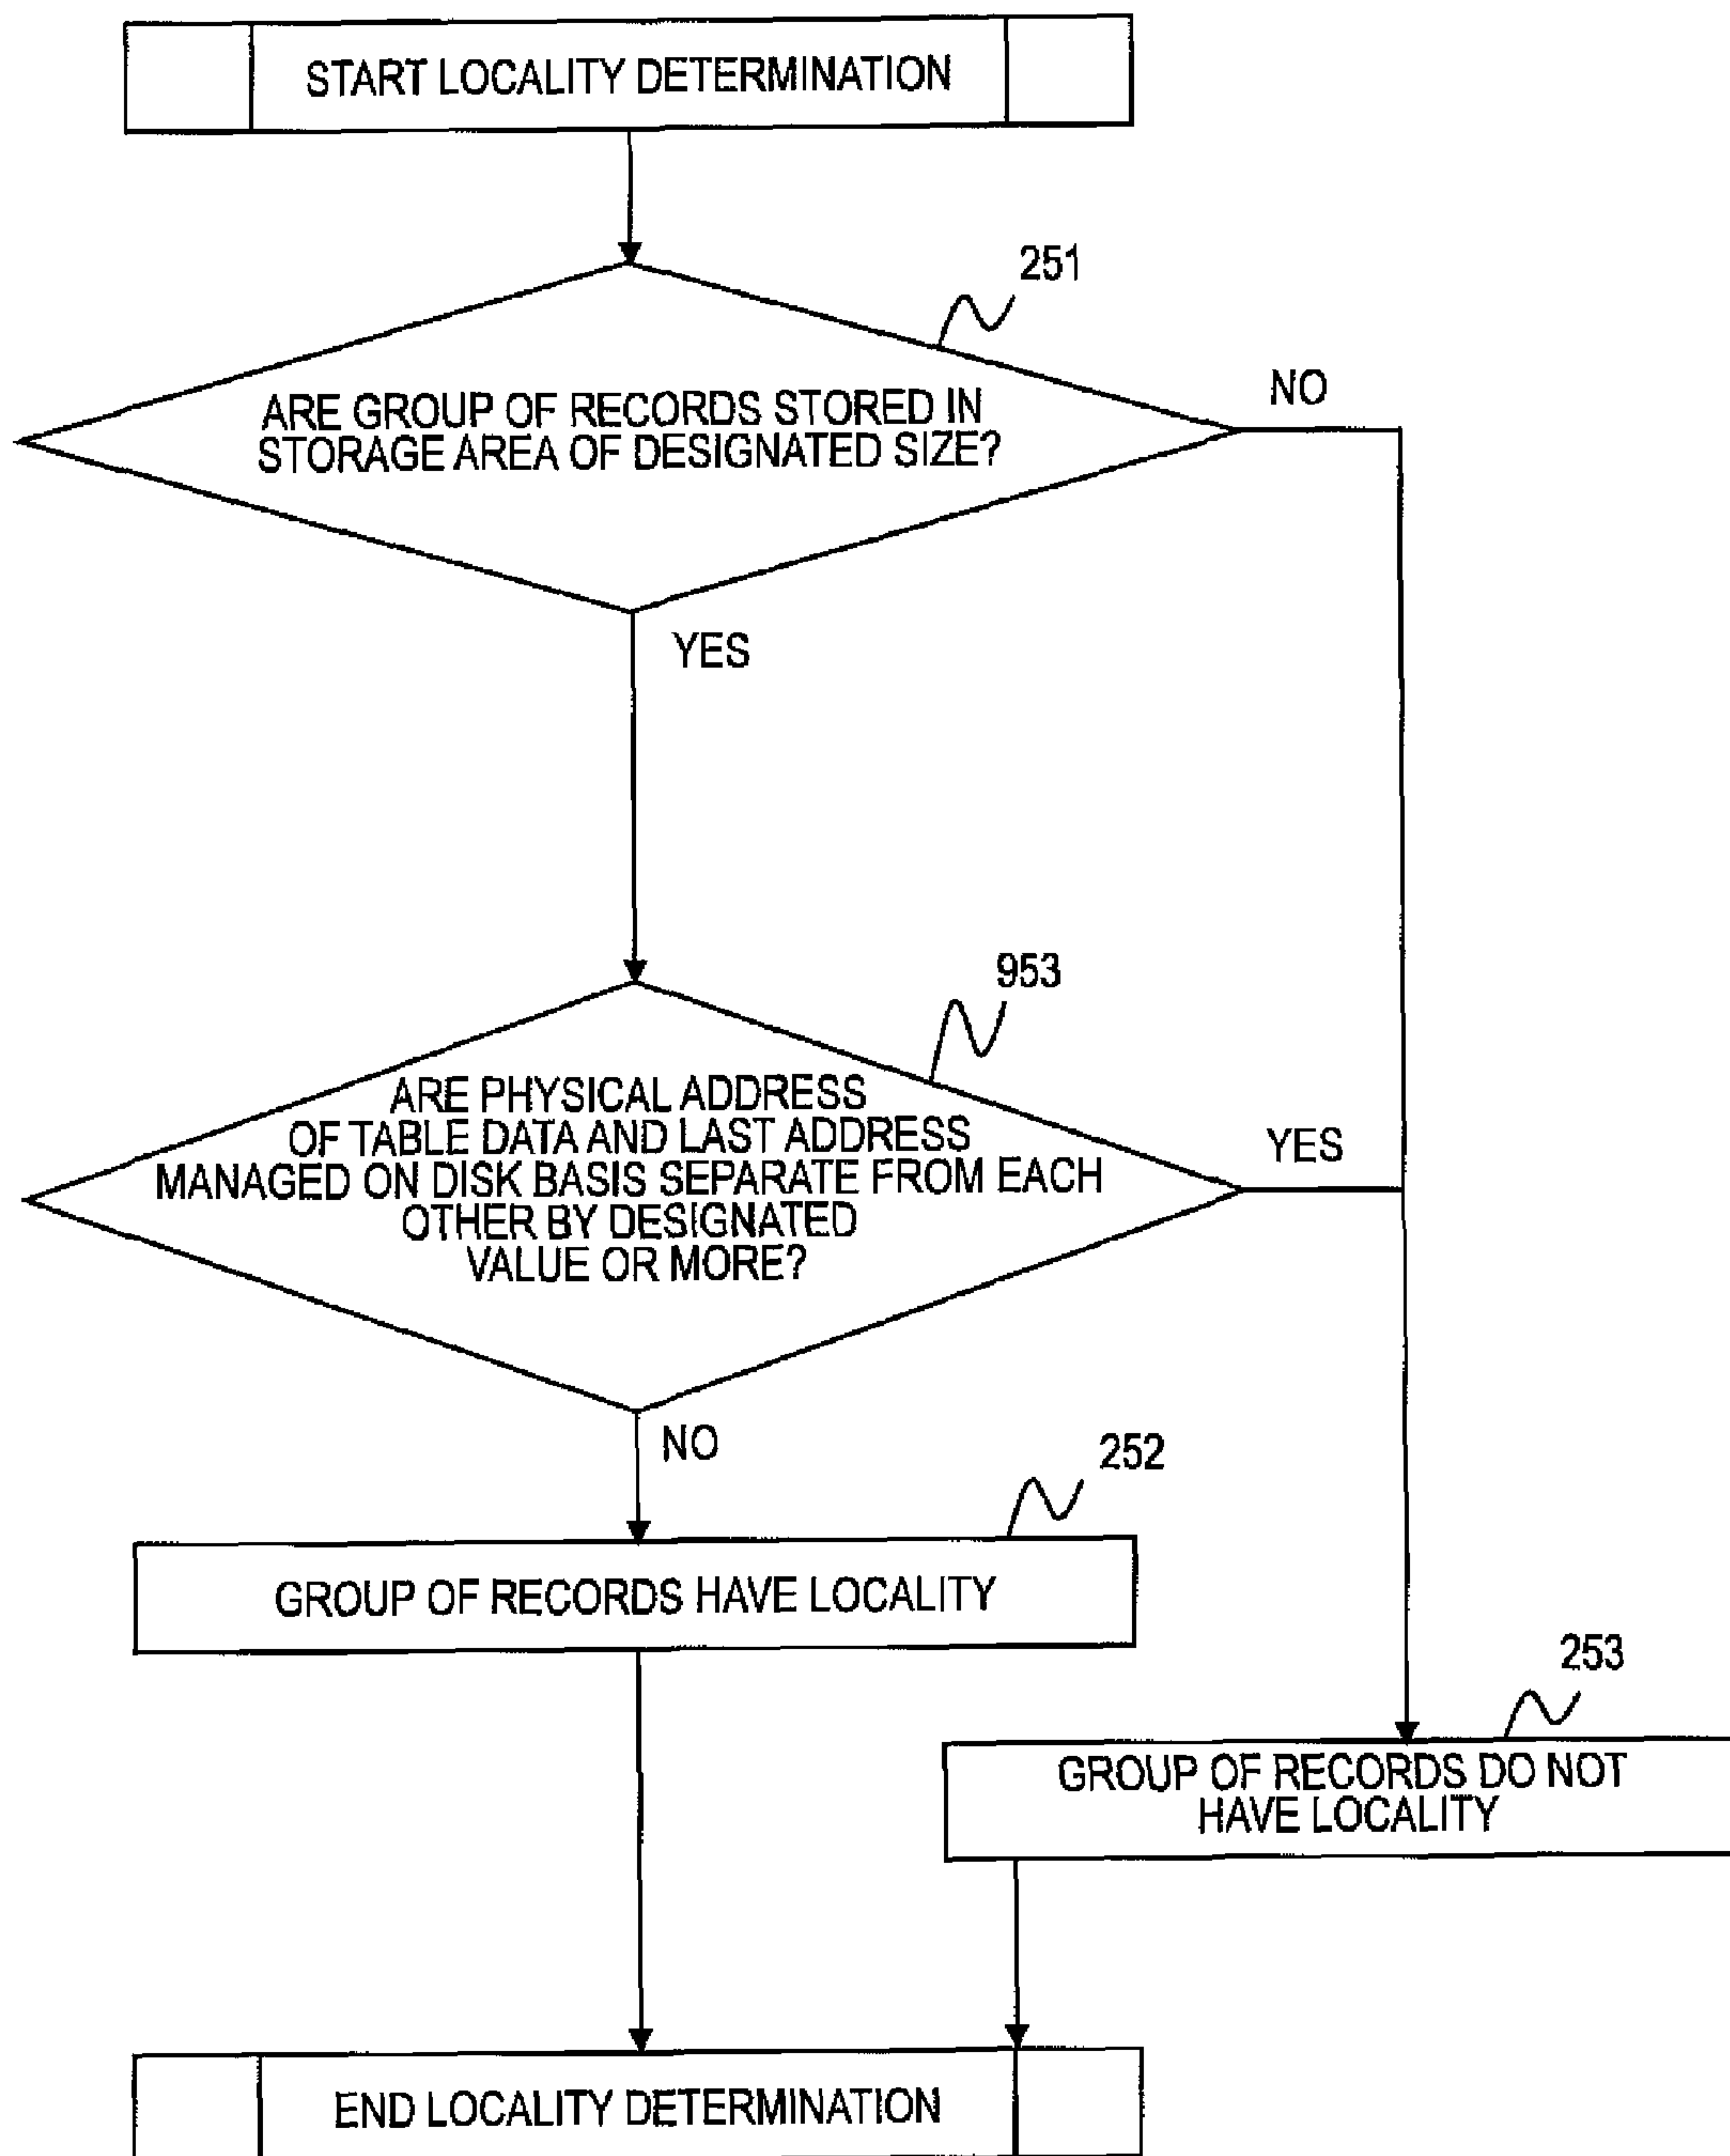 START LOCALITY DETERMINATION
251
ARE GROUP OF RECORDS STORED IN
STORAGE AREA OF DESIGNATED SIZE?
NO
YES
953
ARE PHYSICAL ADDRESS
OF TABLE DATA AND LAST ADDRESS
MANAGED ON DISK BASIS SEPARATE FROM EACH
OTHER BY DESIGNATED
VALUE OR MORE?
YES
NO
252
GROUP OF RECORDS HAVE LOCALITY
253
GROUP OF RECORDS DO NOT
HAVE LOCALITY
END LOCALITY DETERMINATION